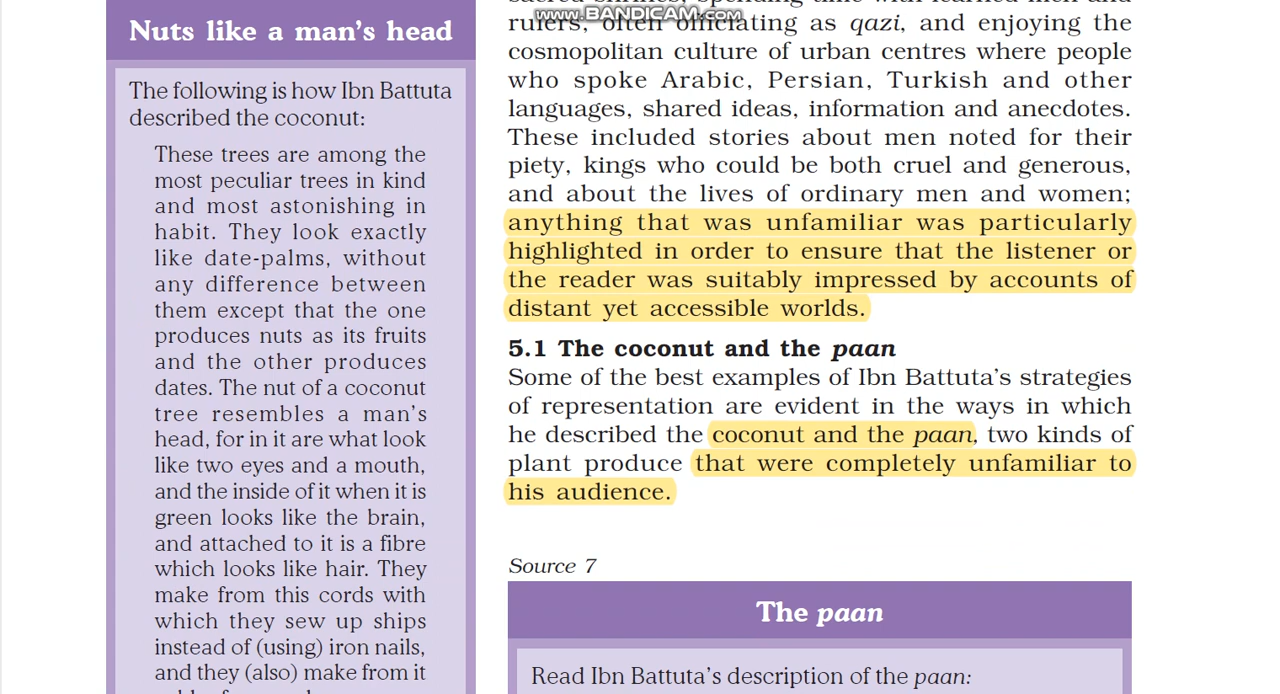 Nuts like a man's head
The following is how Ibn Battuta
described the coconut:
These trees are among the
most peculiar trees in kind
and most astonishing in
habit. They look exactly
like date-palms, without
any difference between
them except that the one
produces nuts as its fruits
and the other produces
dates. The nut of a coconut
tree resembles a man's
head, for in it are what look
like two eyes and a mouth,
and the inside of it when it is
green looks like the brain,
and attached to it is a fibre
which looks like hair. They
make from this cords with
which they sew up ships
instead of (using) iron nails,
and they (also) make from it
www.BANDICAM.com
rulers, often officiating as qazi, and enjoying the
cosmopolitan culture of urban centres where people
who spoke Arabic, Persian, Turkish and other
languages, shared ideas, information and anecdotes.
These included stories about men noted for their
piety, kings who could be both cruel and generous,
and about the lives of ordinary men and women;
anything that was unfamiliar was particularly
highlighted in order to ensure that the listener or
the reader was suitably impressed by accounts of
distant yet accessible worlds.
5.1 The coconut and the paan
Some of the best examples of Ibn Battuta's strategies
of representation are evident in the ways in which
he described the coconut and the paan, two kinds of
plant produce that were completely unfamiliar to
his audience.
Source 7
The paan
Read Ibn Battuta's description of the paan: